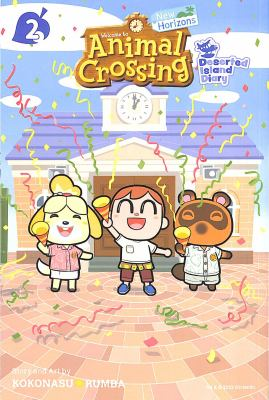 2
New Horizons
Welcome to
Animal Crossing
Deserted
Island
Diary
Story and Art by
KOKONASU RUMBA